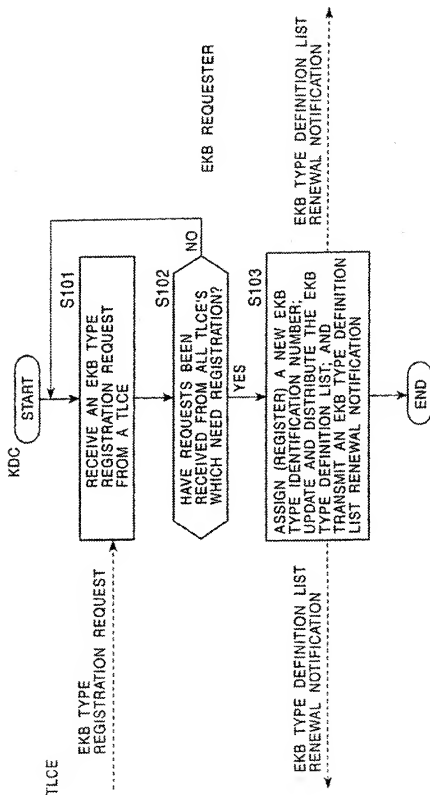 TLCE
KDC
EKB REQUESTER
START
EKB TYPE
REGISTRATION REQUEST
S101
RECEIVE AN EKB TYPE
REGISTRATION REQUEST
FROM A TLCE
S102
HAVE REQUESTS BEEN
RECEIVED FROM ALL TLCE'S
WHICH NEED REGISTRATION?
NO
YES
S103
ASSIGN (REGISTER) A NEW EKB
TYPE IDENTIFICATION NUMBER;
UPDATE AND DISTRIBUTE THE EKB
TYPE DEFINITION LIST; AND
TRANSMIT AN EKB TYPE DEFINITION
LIST RENEWAL NOTIFICATION
EKB TYPE DEFINITION LIST
RENEWAL NOTIFICATION
EKB TYPE DEFINITION LIST
RENEWAL NOTIFICATION
END